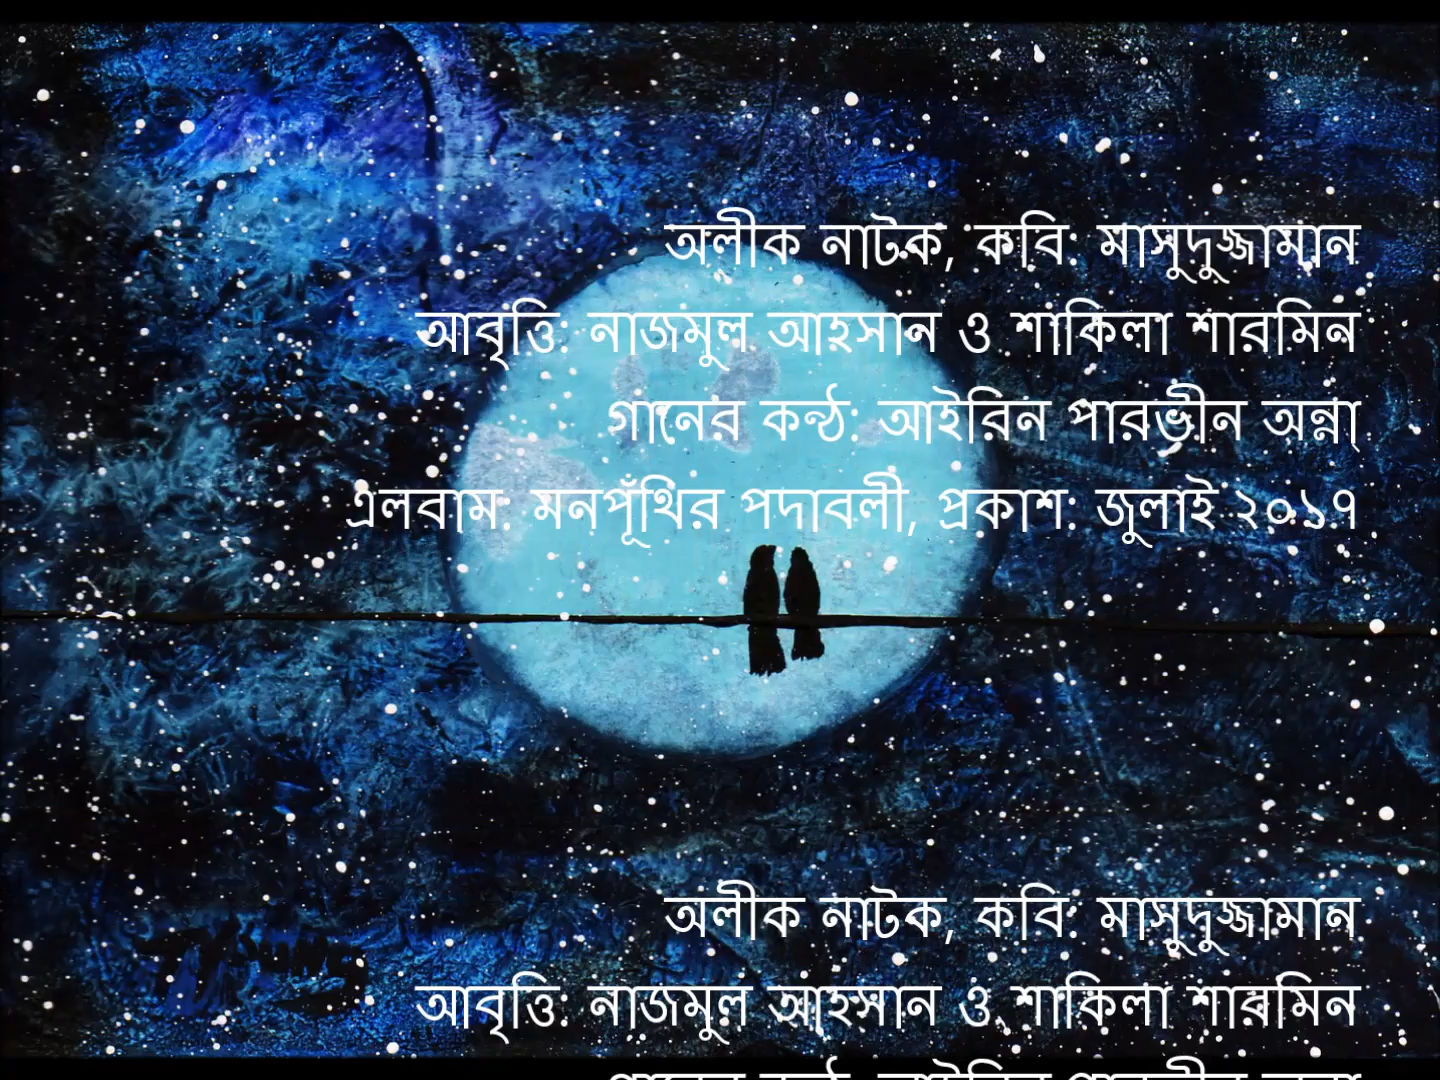 অলীক নাটক, কবি: মাসুদুজ্জামান
আবৃত্তি: নাজমুল আহসান ও শাকিলা শারমিন
গানের কন্ঠ: আইরিন পারভীন অন্না
এলবাম: মনপূঁথির পদাবলী, প্রকাশ: জুলাই ২০১৭
অলীক নাটক, কবি: মাসুদুজ্জামান
আবৃত্তি: নাজমুল আহসান ও শাকিলা শারমিন